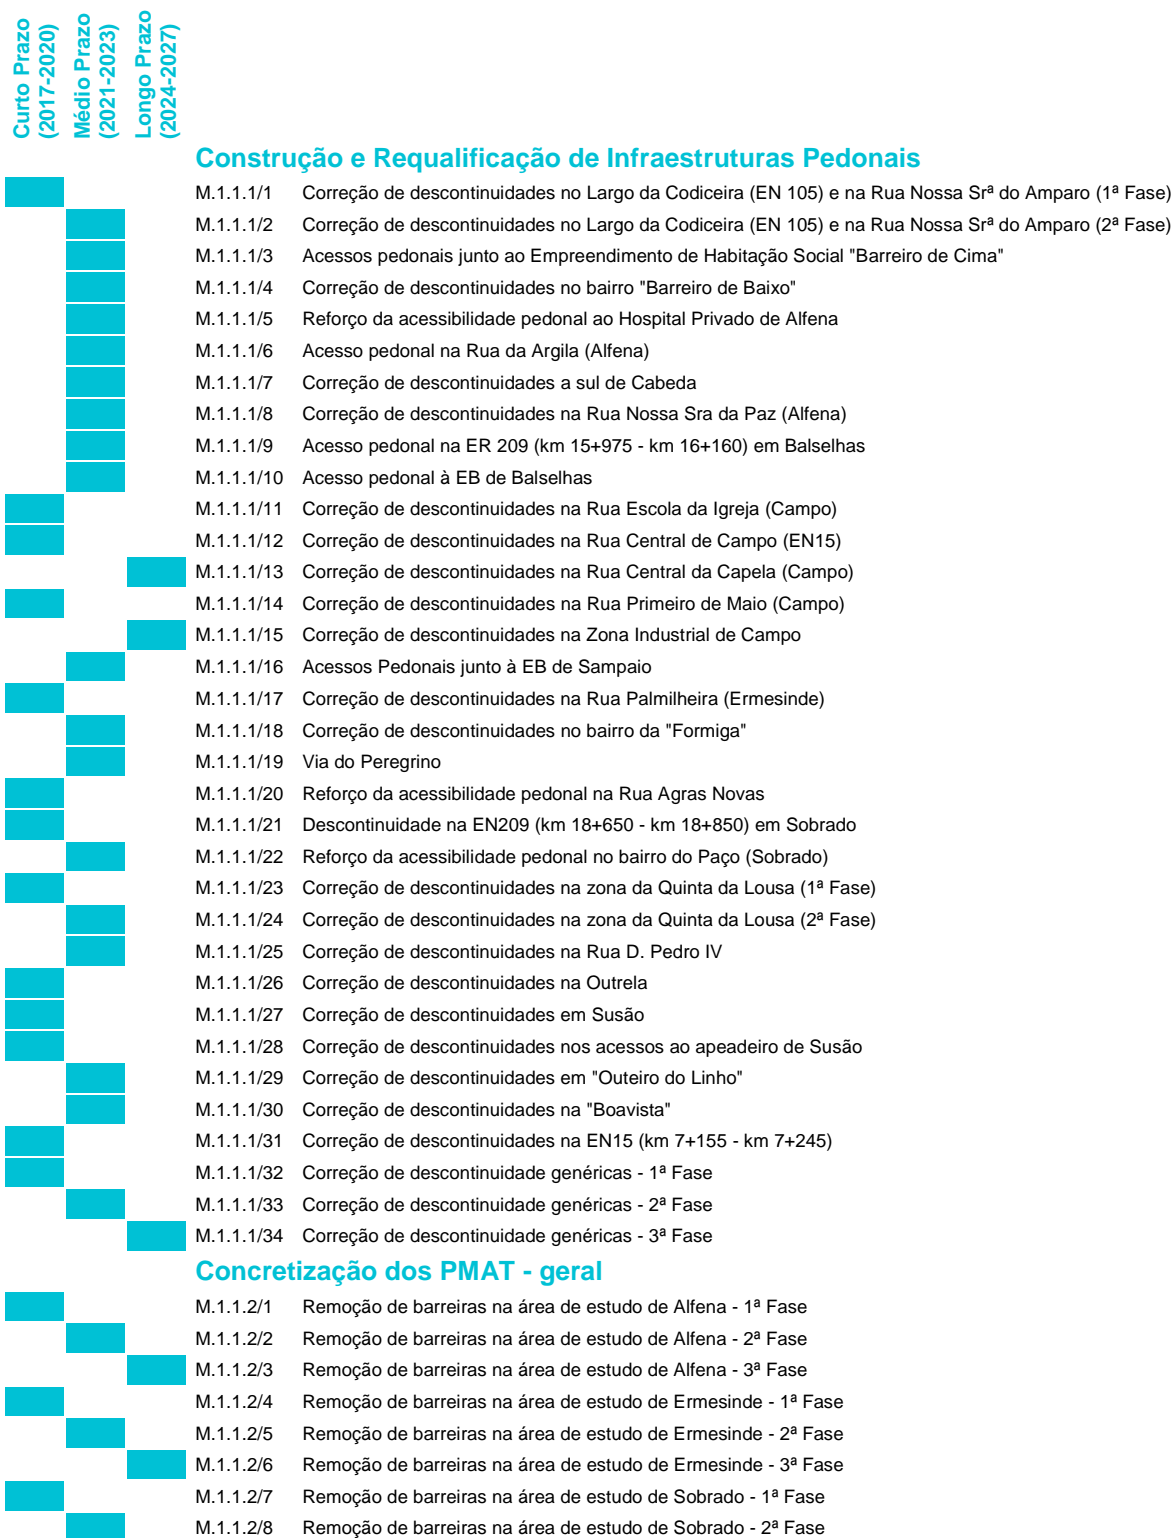 Curto Prazo
(2017-2020)
Médio Prazo
(2021-2023)
Longo Prazo
(2024-2027)
Construção e Requalificação de Infraestruturas Pedonais
M.1.1.1/1 Correção de descontinuidades no Largo da Codiceira (EN 105) e na Rua Nossa Srª do Amparo (1ª Fase)
M.1.1.1/2 Correção de descontinuidades no Largo da Codiceira (EN 105) e na Rua Nossa Srª do Amparo (2ª Fase)
M.1.1.1/3 Acessos pedonais junto ao Empreendimento de Habitação Social "Barreiro de Cima"
M.1.1.1/4 Correção de descontinuidades no bairro "Barreiro de Baixo"
M.1.1.1/5 Reforço da acessibilidade pedonal ao Hospital Privado de Alfena
M.1.1.1/6 Acesso pedonal na Rua da Argila (Alfena)
M.1.1.1/7 Correção de descontinuidades a sul de Cabeda
M.1.1.1/8 Correção de descontinuidades na Rua Nossa Sra da Paz (Alfena)
M.1.1.1/9 Acesso pedonal na ER 209 (km 15+975 - km 16+160) em Balselhas
M.1.1.1/10 Acesso pedonal à EB de Balselhas
M.1.1.1/11 Correção de descontinuidades na Rua Escola da Igreja (Campo)
M.1.1.1/12 Correção de descontinuidades na Rua Central de Campo (EN15)
M.1.1.1/13 Correção de descontinuidades na Rua Central da Capela (Campo)
M.1.1.1/14 Correção de descontinuidades na Rua Primeiro de Maio (Campo)
M.1.1.1/15 Correção de descontinuidades na Zona Industrial de Campo
M.1.1.1/16 Acessos Pedonais junto à EB de Sampaio
M.1.1.1/17 Correção de descontinuidades na Rua Palmilheira (Ermesinde)
M.1.1.1/18 Correção de descontinuidades no bairro da "Formiga"
M.1.1.1/19 Via do Peregrino
M.1.1.1/20 Reforço da acessibilidade pedonal na Rua Agras Novas
M.1.1.1/21 Descontinuidade na EN209 (km 18+650 - km 18+850) em Sobrado
M.1.1.1/22 Reforço da acessibilidade pedonal no bairro do Paço (Sobrado)
M.1.1.1/23 Correção de descontinuidades na zona da Quinta da Lousa (1ª Fase)
M.1.1.1/24 Correção de descontinuidades na zona da Quinta da Lousa (2ª Fase)
M.1.1.1/25 Correção de descontinuidades na Rua D. Pedro IV
M.1.1.1/26 Correção de descontinuidades na Outrela
M.1.1.1/27 Correção de descontinuidades em Susão
M.1.1.1/28 Correção de descontinuidades nos acessos ao apeadeiro de Susão
M.1.1.1/29 Correção de descontinuidades em "Outeiro do Linho"
M.1.1.1/30 Correção de descontinuidades na "Boavista"
M.1.1.1/31 Correção de descontinuidades na EN15 (km 7+155 - km 7+245)
M.1.1.1/32 Correção de descontinuidade genéricas - 1ª Fase
M.1.1.1/33 Correção de descontinuidade genéricas - 2ª Fase
M.1.1.1/34 Correção de descontinuidade genéricas - 3ª Fase
Concretização dos PMAT - geral
M.1.1.2/1 Remoção de barreiras na área de estudo de Alfena - 1ª Fase
M.1.1.2/2 Remoção de barreiras na área de estudo de Alfena - 2ª Fase
M.1.1.2/3 Remoção de barreiras na área de estudo de Alfena - 3ª Fase
M.1.1.2/4 Remoção de barreiras na área de estudo de Ermesinde - 1ª Fase
M.1.1.2/5 Remoção de barreiras na área de estudo de Ermesinde - 2ª Fase
M.1.1.2/6 Remoção de barreiras na área de estudo de Ermesinde - 3ª Fase
M.1.1.2/7 Remoção de barreiras na área de estudo de Sobrado - 1ª Fase
M.1.1.2/8 Remoção de barreiras na área de estudo de Sobrado - 2ª Fase